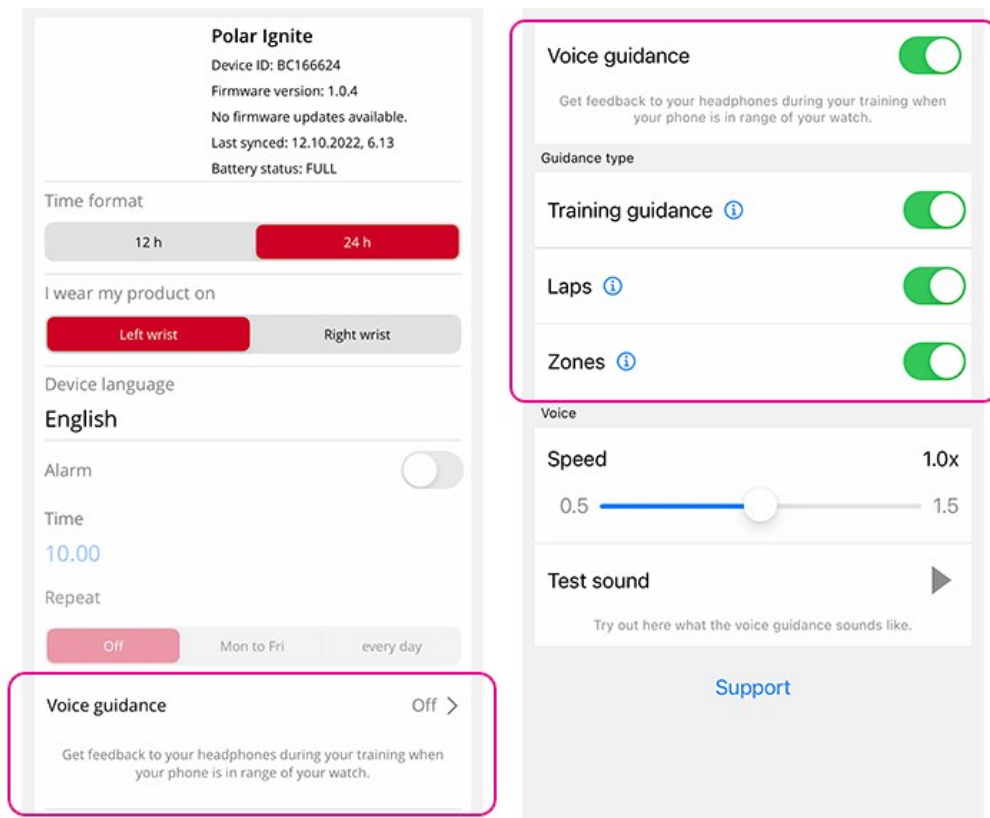 Polar Ignite
Device ID: BC166624
Firmware version: 1.0.4
No firmware updates available.
Last synced: 12.10.2022, 6.13
Battery status: FULL
Time format
12 h
24 h
I wear my product on
Left wrist
Right wrist
Device language
English
Alarm
Time
10.00
Repeat
Off
Mon to Fri
every day
Voice guidance
Off
Get feedback to your headphones during your training when
your phone is in range of your watch.
Voice guidance
Get feedback to your headphones during your training when
your phone is in range of your watch.
Guidance type
Training guidance
Laps
Zones
Voice
Speed
1.0x
0.5
1.5
Test sound
Try out here what the voice guidance sounds like.
Support